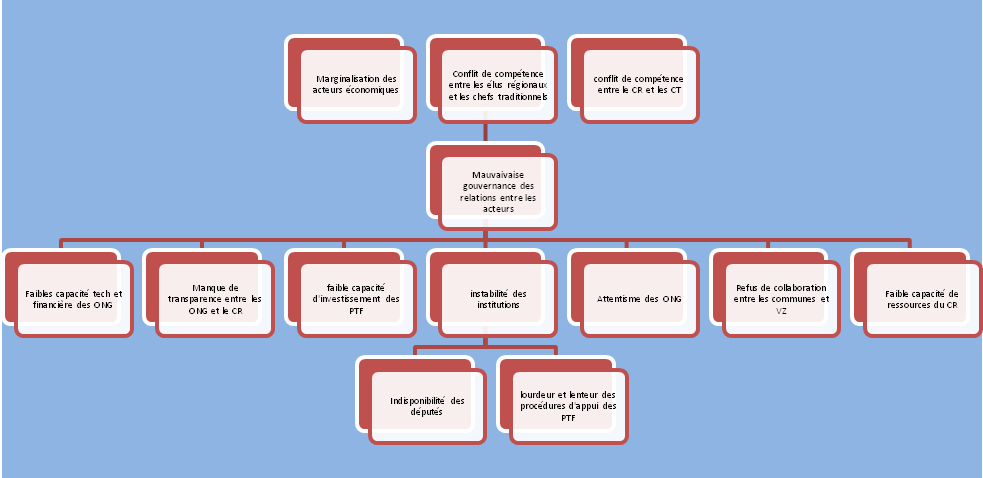 Marginalisation des
acteurs économiques
Conflit de compétence
entre les élus régionaux
et les chefs traditionnels
conflit de compétence
entre le CR et les CT
Mauvaivaise
gouvernance des
relations entre les
acteurs
Faibles capacité tech et
financière des ONG
Manque de
transparence entre les
ONG et le CR
faible capacité
d'investissement des
PTF
instabilité des
institutions
Attentisme des ONG
Refus de collaboration
entre les communes et
VZ
Faible capacité de
ressources du CR
Indisponibilité des
députés
lourdeur et lenteur des
procédures d'appui des
PTF